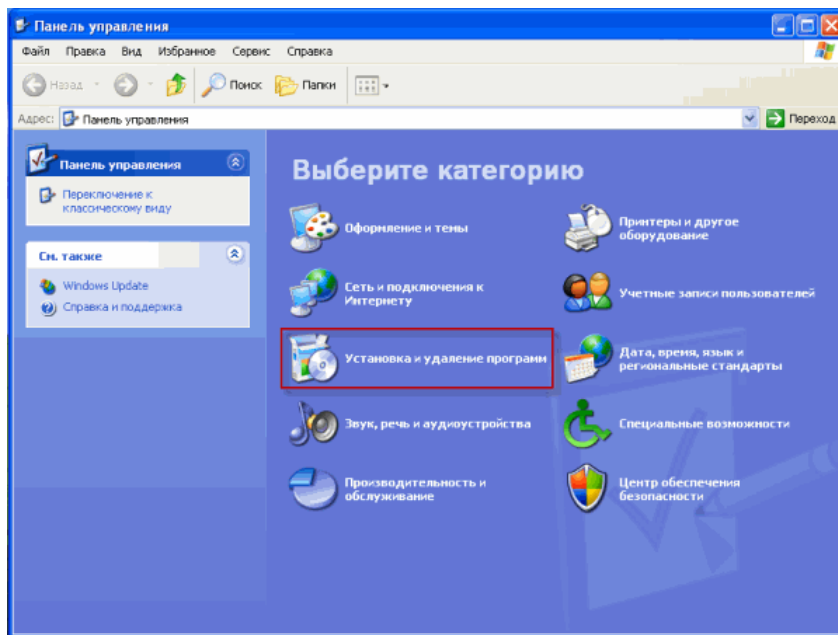 Панель управления
Файл Правка Вид Избранное Сервис Справка
Назад Поиск Папки
Адрес: Панель управления Переход
Панель управления
Переключение к
классическому виду
См. также
Windows Update
Справка и поддержка
Выберите категорию
Оформление и темы
Принтеры и другое
оборудование
Сеть и подключения к
Интернету
Учетные записи пользователей
Установка и удаление программ
Дата, время, язык и
региональные стандарты
Звук, речь и аудиоустройства
Специальные возможности
Производительность и
обслуживание
Центр обеспечения
безопасности